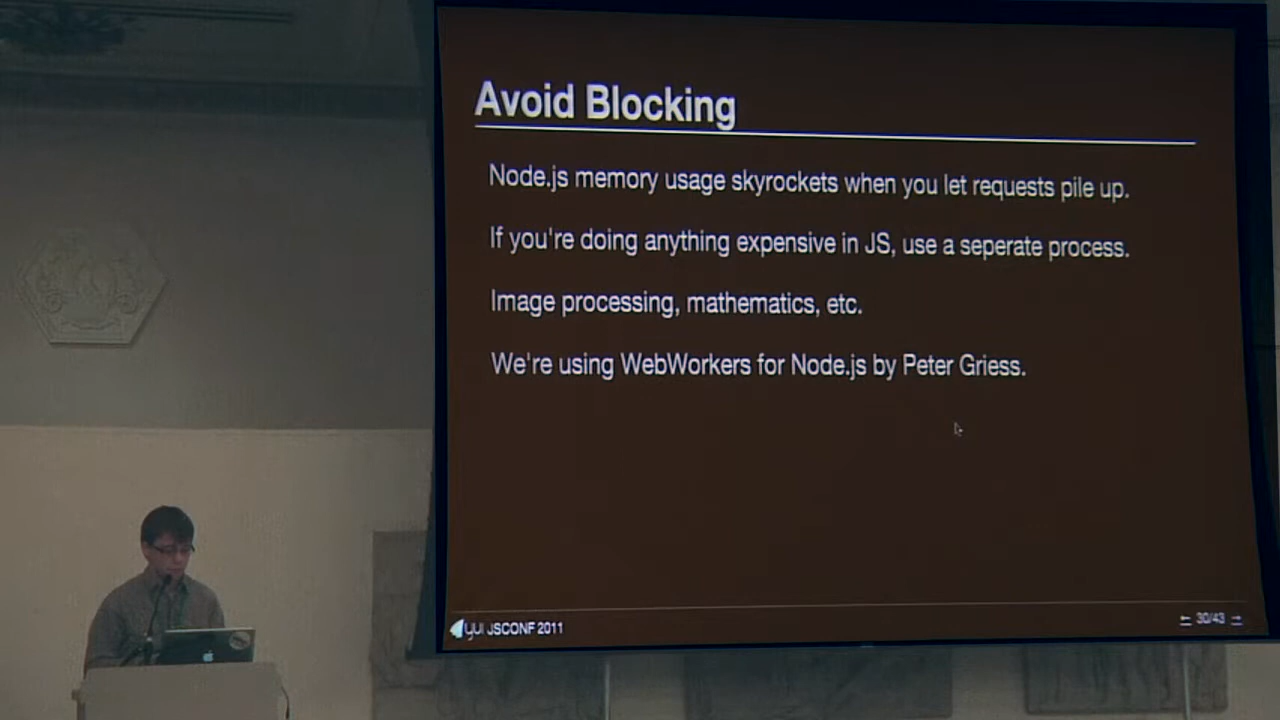 Avoid Blocking
Node.js memory usage skyrockets when you let requests pile up.
If you're doing anything expensive in JS, use a seperate process.
Image processing, mathematics, etc.
We're using WebWorkers for Node.js by Peter Griess.
yui JSCONF 2011
30/43